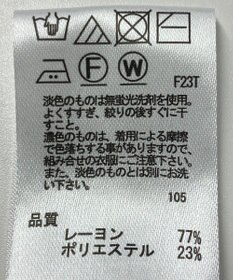 F
W
F23T
淡色のものは無蛍光洗剤を使用。
よくすすぎ、絞りの後すぐに干
すこと。
濃色のものは、着用による摩擦
で色落ちする事がありますので、
組み合せの衣服にご注意下さい。
また、淡色のものとは別にお洗
い下さい。
105
品質
レーヨン 77%
ポリエステル 23%